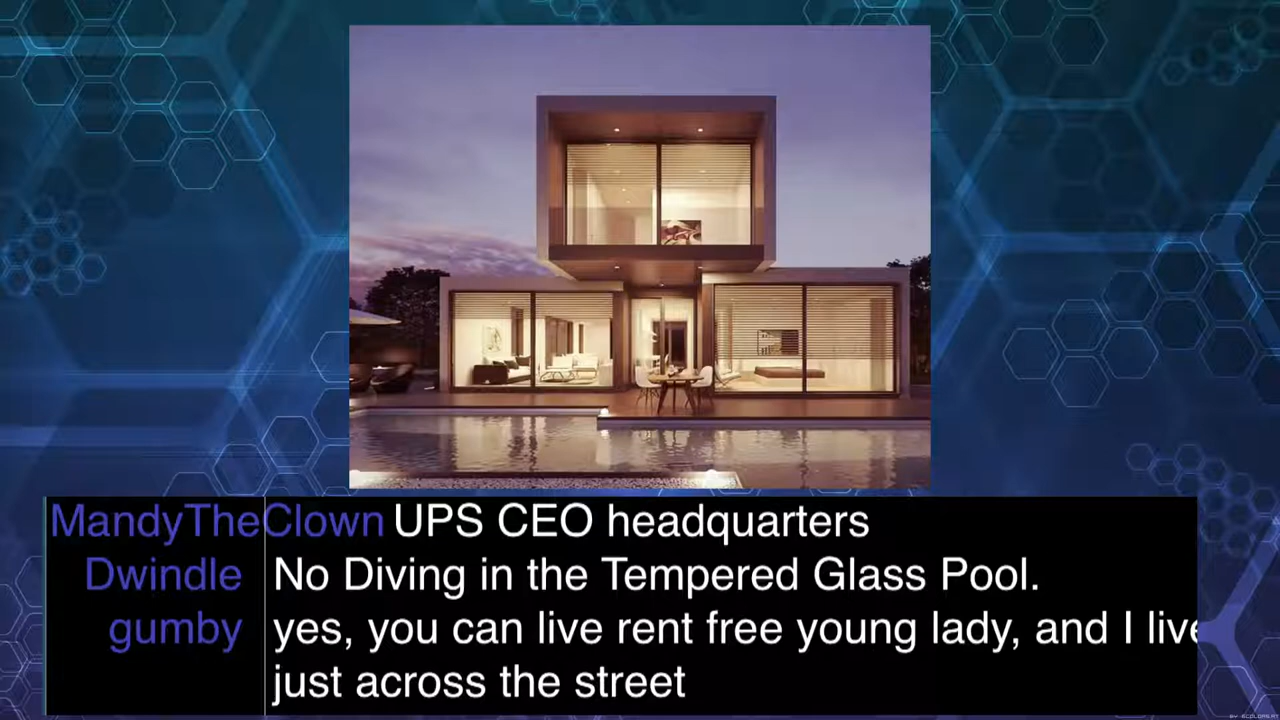 MandyTheClown UPS CEO headquarters
Dwindle No Diving in the Tempered Glass Pool.
gumby yes, you can live rent free young lady, and I live
just across the street